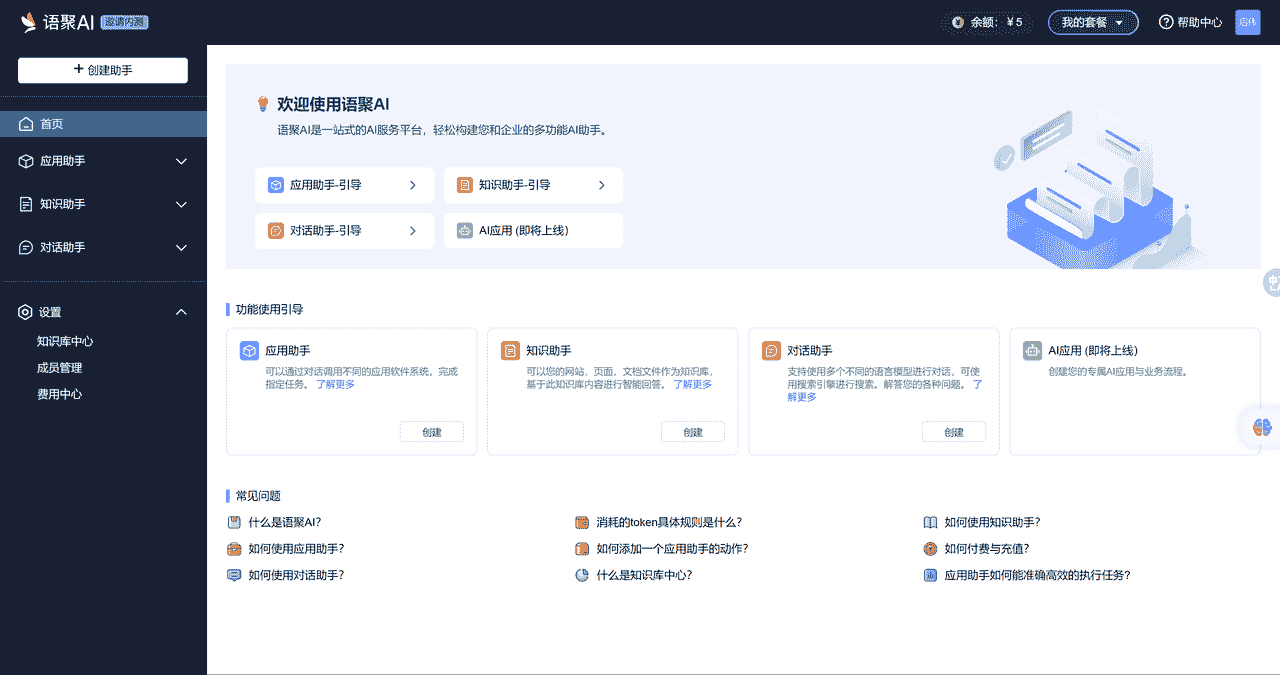 语聚AI 邀请内测
余额：￥5
我的套餐
帮助中心
启伟
+ 创建助手
首页
应用助手
知识助手
对话助手
设置
知识库中心
成员管理
费用中心
欢迎使用语聚AI
语聚AI是一站式的AI服务平台，轻松构建您和企业的多功能AI助手。
应用助手-引导
知识助手-引导
对话助手-引导
AI应用 (即将上线)
功能使用引导
应用助手
可以通过对话调用不同的应用软件系统，完成
指定任务。 了解更多
创建
知识助手
可以您的网站，页面，文档文件作为知识库，
基于此知识库内容进行智能回答。 了解更多
创建
对话助手
支持使用多个不同的语言模型进行对话，可使
用搜索引擎进行搜索。解答您的各种问题。 了
解更多
创建
AI应用 (即将上线)
创建您的专属AI应用与业务流程。
常见问题
什么是语聚AI?
消耗的token具体规则是什么?
如何使用知识助手?
如何使用应用助手?
如何添加一个应用助手的动作?
如何付费与充值?
如何使用对话助手?
什么是知识库中心?
应用助手如何能准确高效的执行任务?